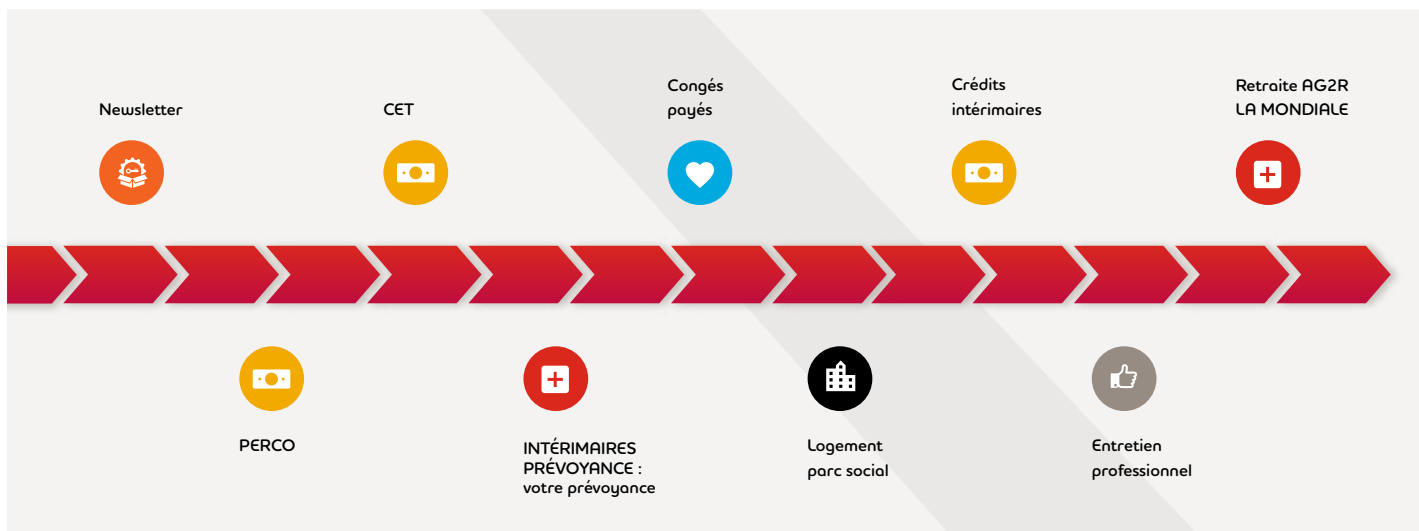 Newsletter
CET
Congés
payés
Crédits
intérimaires
Retraite AG2R
LA MONDIALE
PERCO
INTÉRIMAIRES
PRÉVOYANCE :
votre prévoyance
Logement
parc social
Entretien
professionnel